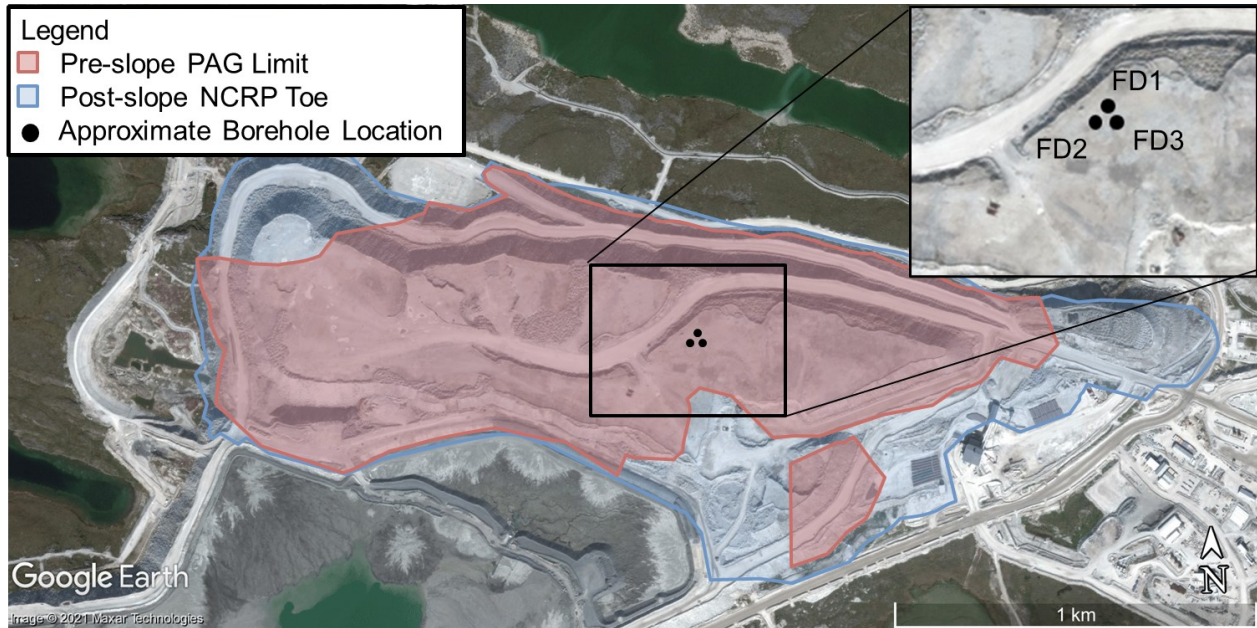 Legend
Pre-slope PAG Limit
Post-slope NCRP Toe
Approximate Borehole Location
FD1
FD2
FD3
Google Earth
Image © 2021 Maxar Technologies
N
1 km